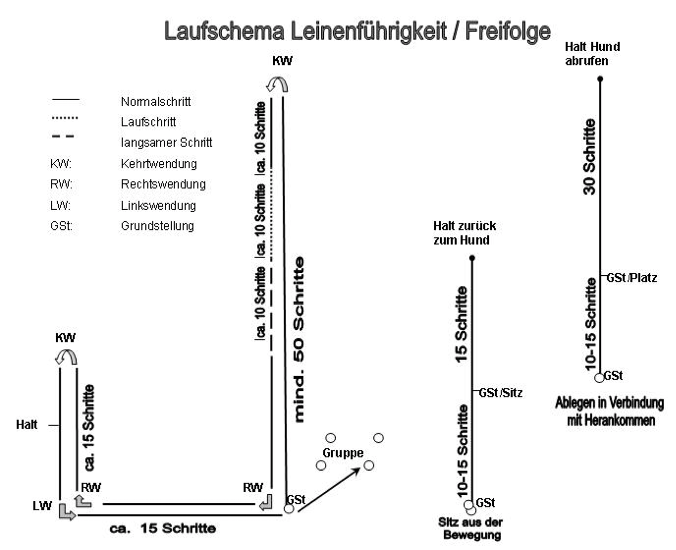 Laufschema Leinenführigkeit / Freifolge
Normalschritt
Laufschritt
langsamer Schritt
KW: Kehrtwendung
RW: Rechtswendung
LW: Linkswendung
GSt: Grundstellung
KW
ca. 10 Schritte
ca. 10 Schritte
ca. 10 Schritte
mind. 50 Schritte
KW
Halt
ca. 15 Schritte
RW
LW
RW
GSt
ca. 15 Schritte
Gruppe
Halt zurück
zum Hund
15 Schritte
GSt/Sitz
10-15 Schritte
GSt
Sitz aus der
Bewegung
Halt Hund
abrufen
30 Schritte
GSt/Platz
10-15 Schritte
GSt
Ablegen in Verbindung
mit Herankommen